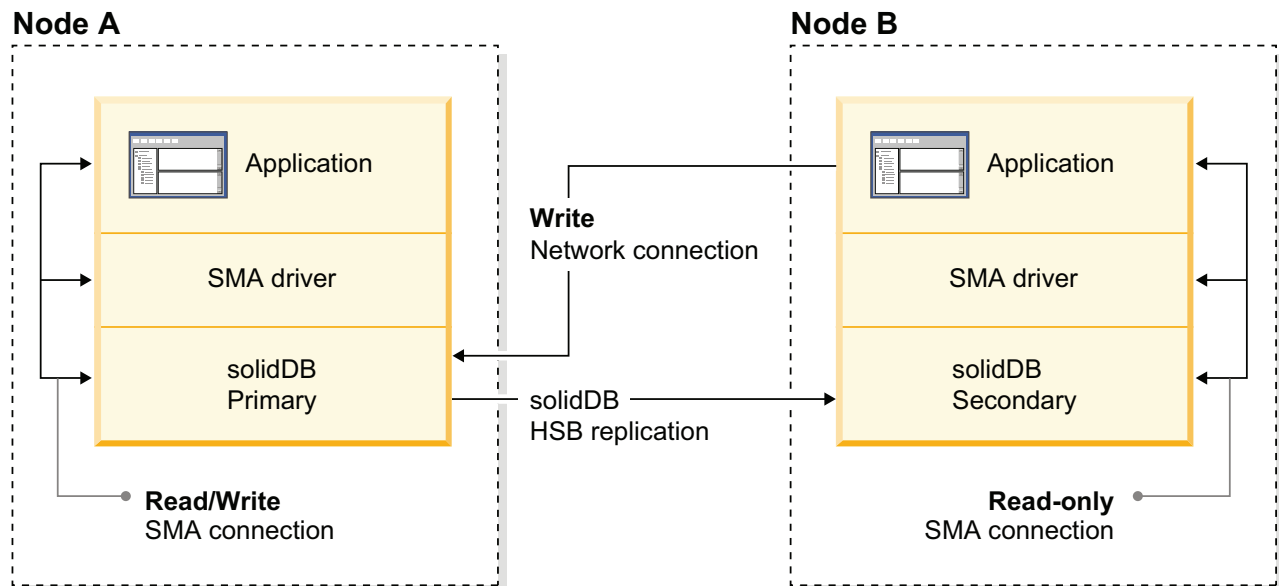 Node A
Node B
Application
Application
Write
Network connection
SMA driver
SMA driver
solidDB
Primary
solidDB
Secondary
solidDB
HSB replication
Read/Write
SMA connection
Read-only
SMA connection